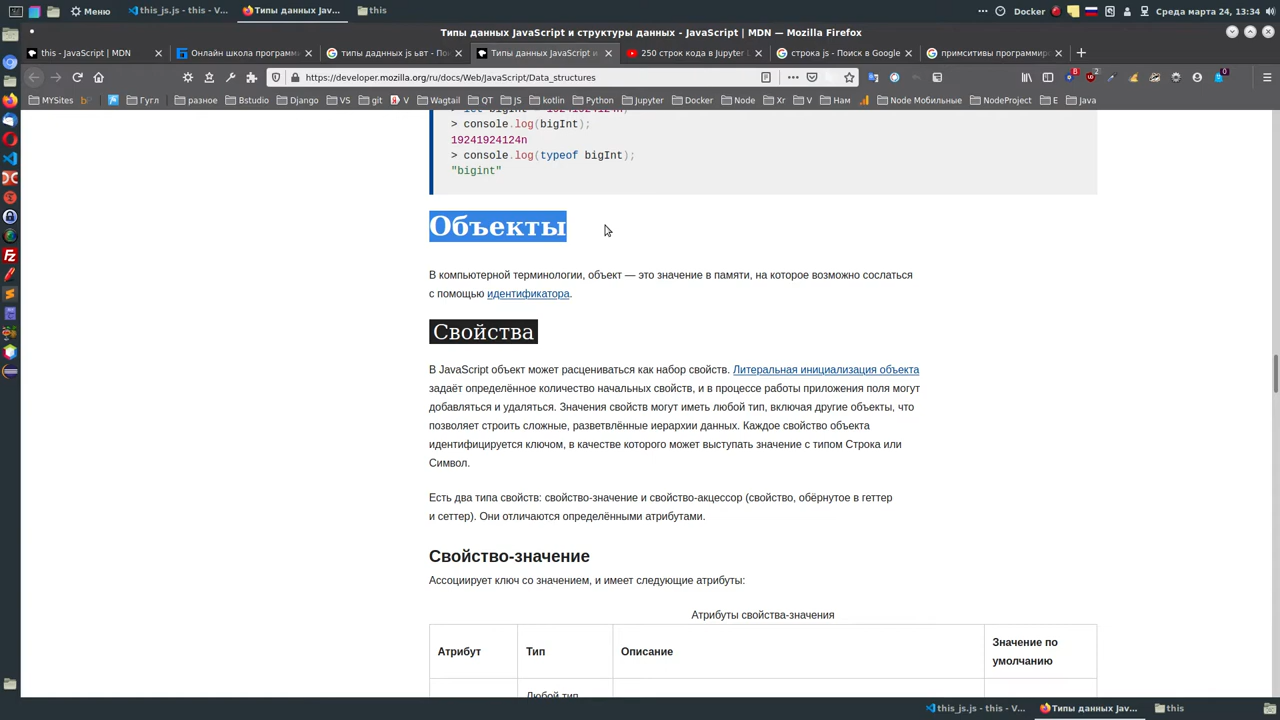 Меню
this_js.js - this - V...
Типы данных Jav...
this
Docker
Среда марта 24, 13:34
Типы данных JavaScript и структуры данных - JavaScript | MDN — Mozilla Firefox
this - JavaScript | MDN
Онлайн школа программи
типы даднных js ьвт - Пои
Типы данных JavaScript и
250 строк кода в Jupyter L
строка js - Поиск в Google
примситивы программир
https://developer.mozilla.org/ru/docs/Web/JavaScript/Data_structures
MYSites
Гугл
разное
Bstudio
Django
VS
git
V
Wagtail
QT
JS
kotlin
Python
Jupyter
Docker
Node
Xr
V
Нам
Node Мобильные
NodeProject
E
Java
> console.log(bigInt);
19241924124n
> console.log(typeof bigInt);
"bigint"
Объекты
В компьютерной терминологии, объект — это значение в памяти, на которое возможно сослаться
с помощью идентификатора.
Свойства
В JavaScript объект может расцениваться как набор свойств. Литеральная инициализация объекта
задаёт определённое количество начальных свойств, и в процессе работы приложения поля могут
добавляться и удаляться. Значения свойств могут иметь любой тип, включая другие объекты, что
позволяет строить сложные, разветвлённые иерархии данных. Каждое свойство объекта
идентифицируется ключом, в качестве которого может выступать значение с типом Строка или
Символ.
Есть два типа свойств: свойство-значение и свойство-акцессор (свойство, обёрнутое в геттер
и сеттер). Они отличаются определёнными атрибутами.
Свойство-значение
Ассоциирует ключ со значением, и имеет следующие атрибуты:
Атрибуты свойства-значения
Атрибут
Тип
Описание
Значение по
умолчанию
Любой тип
this_js.js - this - V...
Типы данных Jav...
this